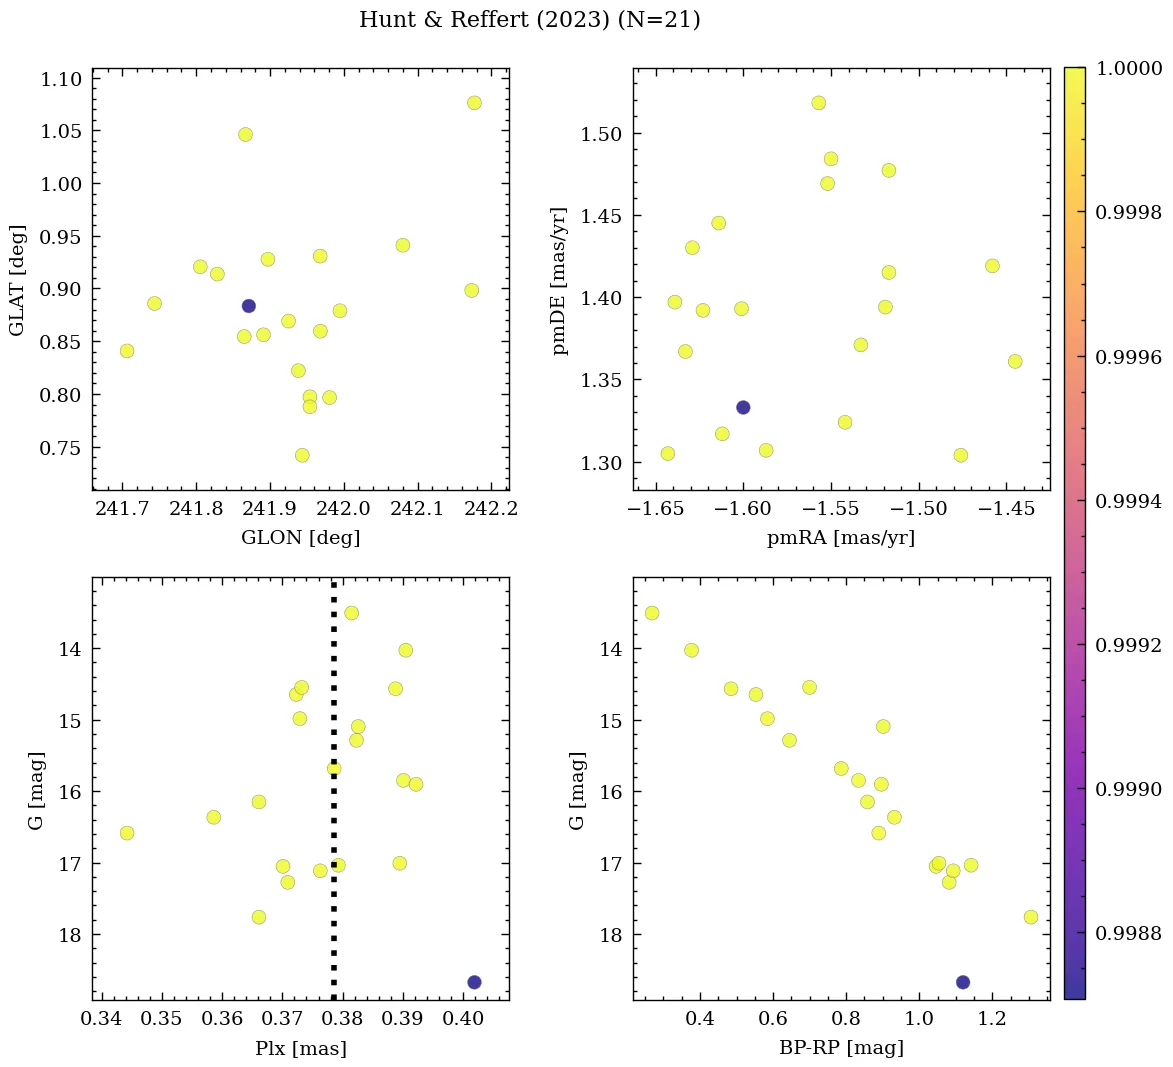 Hunt & Reffert (2023) (N=21)
1.10
1.05
1.00
0.95
0.90
0.85
0.80
0.75
GLAT [deg]
241.7 241.8 241.9 242.0 242.1 242.2
GLON [deg]
1.50
1.45
1.40
1.35
1.30
pmDE [mas/yr]
−1.65 −1.60 −1.55 −1.50 −1.45
pmRA [mas/yr]
14
15
16
17
18
G [mag]
0.34 0.35 0.36 0.37 0.38 0.39 0.40
Plx [mas]
14
15
16
17
18
G [mag]
0.4 0.6 0.8 1.0 1.2
BP-RP [mag]
1.0000
0.9998
0.9996
0.9994
0.9992
0.9990
0.9988